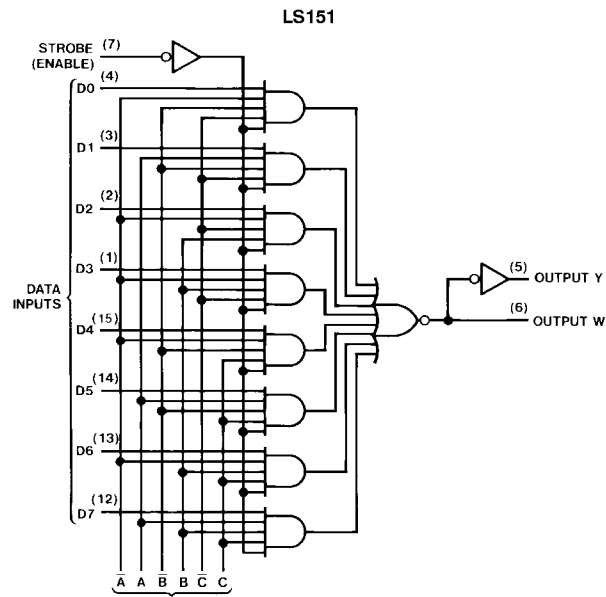 LS151
STROBE (7)
(ENABLE)
(4)
D0
(3)
D1
(2)
D2
(1)
D3
DATA
INPUTS
(15)
D4
(14)
D5
(13)
D6
(12)
D7
(5)
OUTPUT Y
(6)
OUTPUT W
A̅ A B̅ B C̅ C